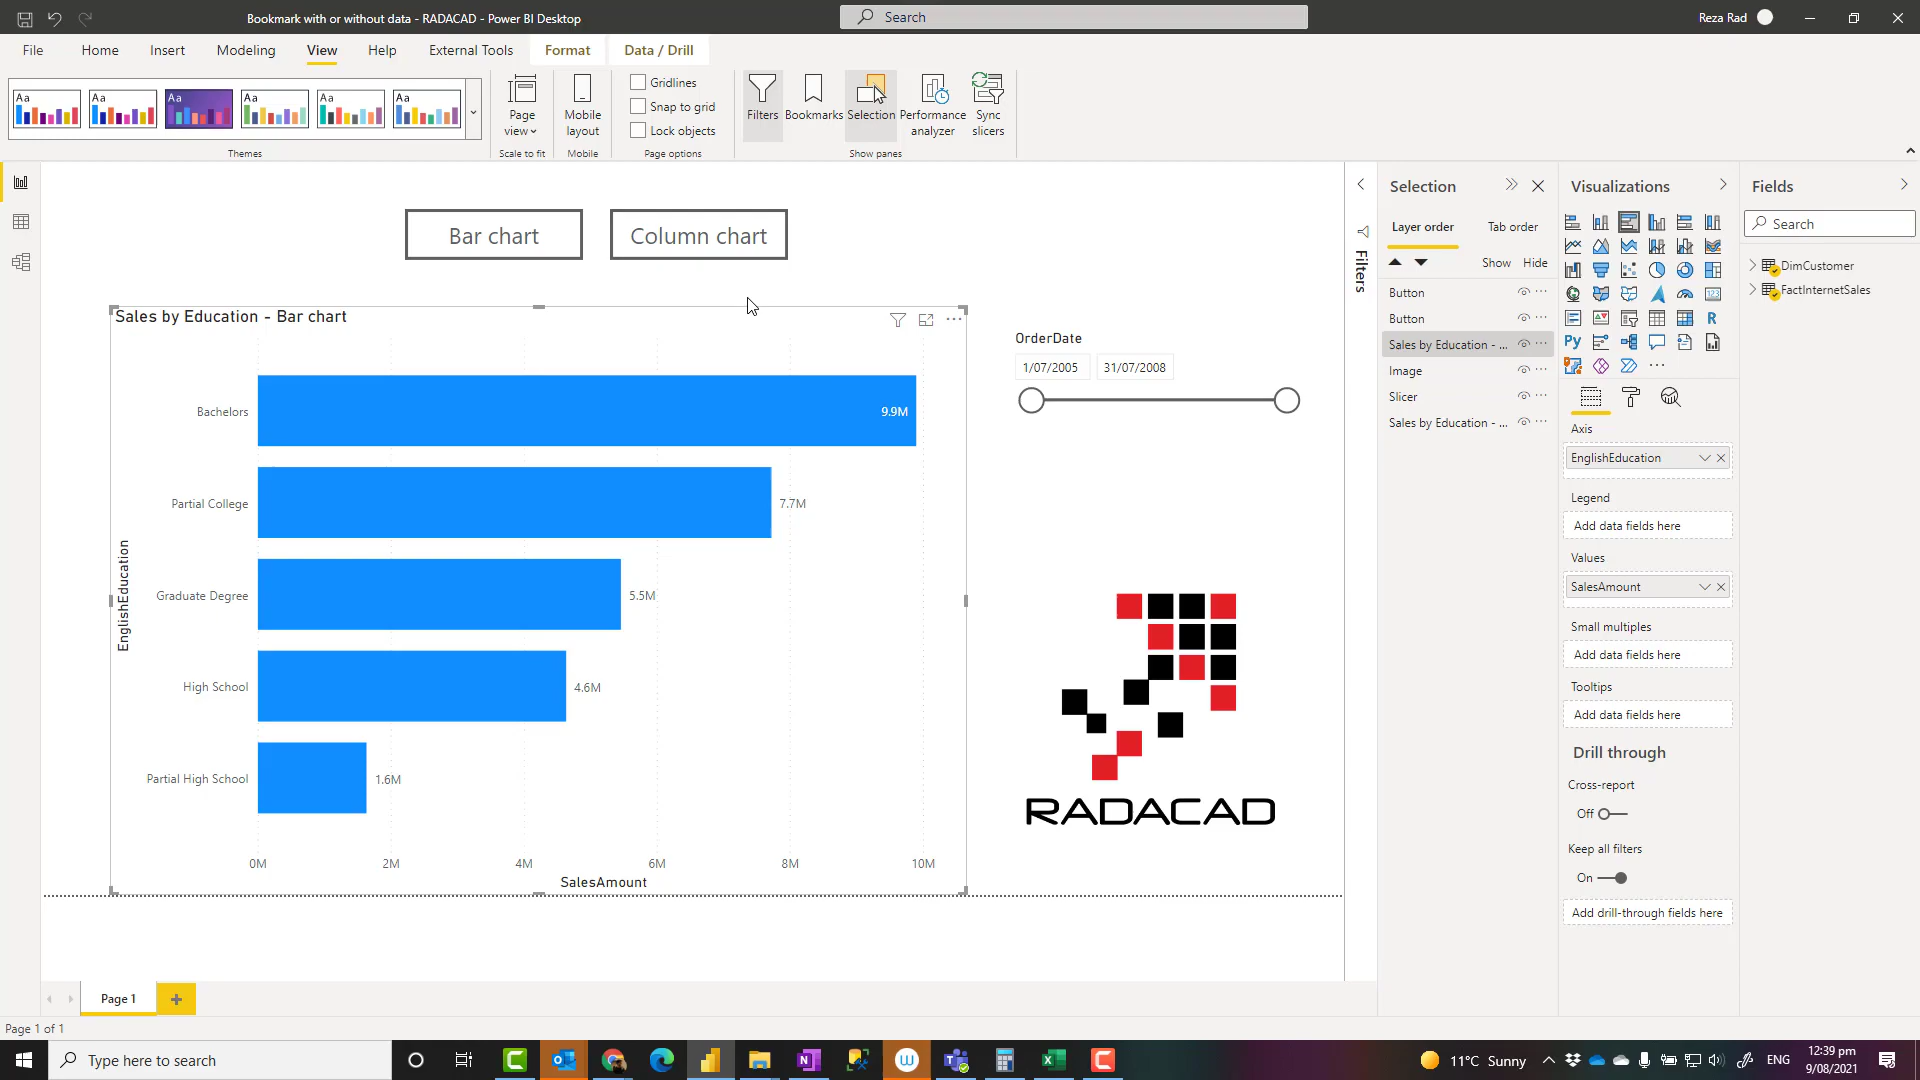 Bookmark with or without data - RADACAD - Power BI Desktop
Search
Reza Rad
File
Home
Insert
Modeling
View
Help
External Tools
Format
Data / Drill
Aa
Aa
Aa
Aa
Aa
Aa
Themes
Page view
Scale to fit
Mobile layout
Mobile
Gridlines
Snap to grid
Lock objects
Page options
Filters
Bookmarks
Selection
Performance analyzer
Sync slicers
Show panes
Bar chart
Column chart
Sales by Education - Bar chart
EnglishEducation
Bachelors
9.9M
Partial College
7.7M
Graduate Degree
5.5M
High School
4.6M
Partial High School
1.6M
0M
2M
4M
6M
8M
10M
SalesAmount
OrderDate
1/07/2005
31/07/2008
RADACAD
Filters
Selection
Layer order
Tab order
Show
Hide
Button
Button
Sales by Education - ...
Image
Slicer
Sales by Education - ...
Visualizations
R
Py
Axis
EnglishEducation
Legend
Add data fields here
Values
SalesAmount
Small multiples
Add data fields here
Tooltips
Add data fields here
Drill through
Cross-report
Off
Keep all filters
On
Add drill-through fields here
Fields
Search
DimCustomer
FactInternetSales
Page 1
Page 1 of 1
Type here to search
11°C Sunny
ENG
12:39 pm
9/08/2021